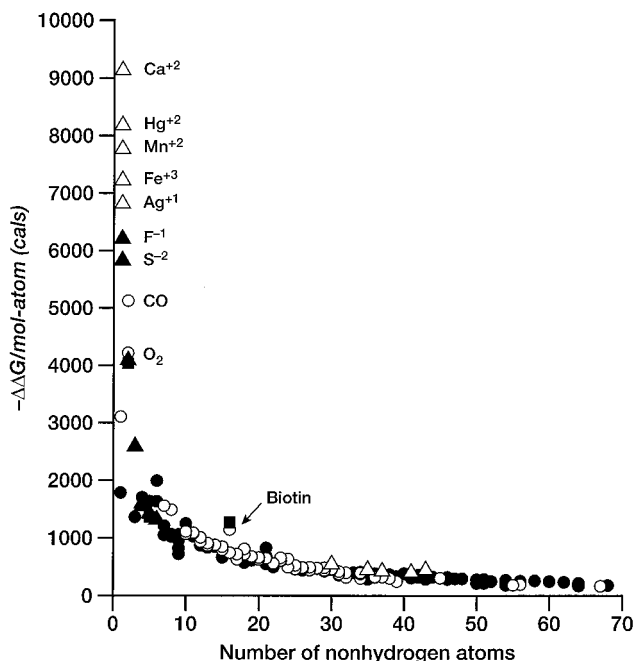 10000
9000
8000
7000
6000
5000
4000
3000
2000
1000
0
−ΔΔG/mol-atom (cals)
Ca+2
Hg+2
Mn+2
Fe+3
Ag+1
F−1
S−2
CO
O2
Biotin
0 10 20 30 40 50 60 70
Number of nonhydrogen atoms